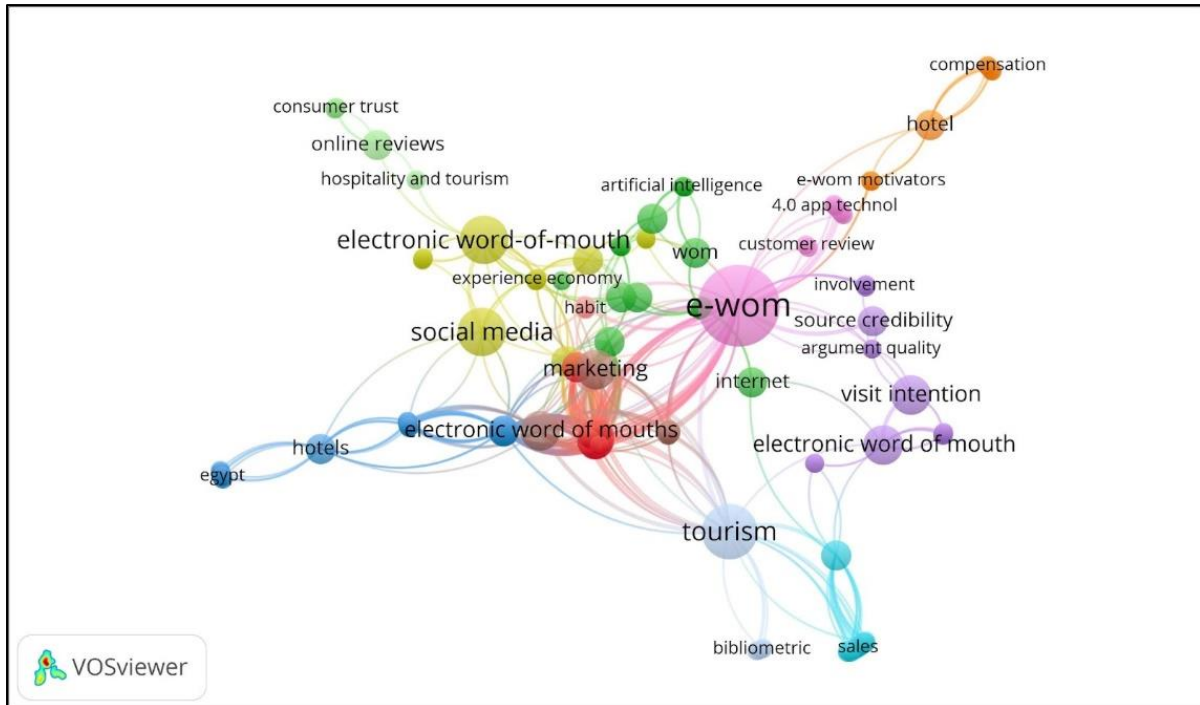 compensation
consumer trust
hotel
online reviews
hospitality and tourism
artificial intelligence
e-wom motivators
4.0 app technol
electronic word-of-mouth
wom
customer review
experience economy
involvement
habit
e-wom
source credibility
social media
argument quality
marketing
internet
visit intention
electronic word of mouths
electronic word of mouth
hotels
egypt
tourism
bibliometric
sales
VOSviewer